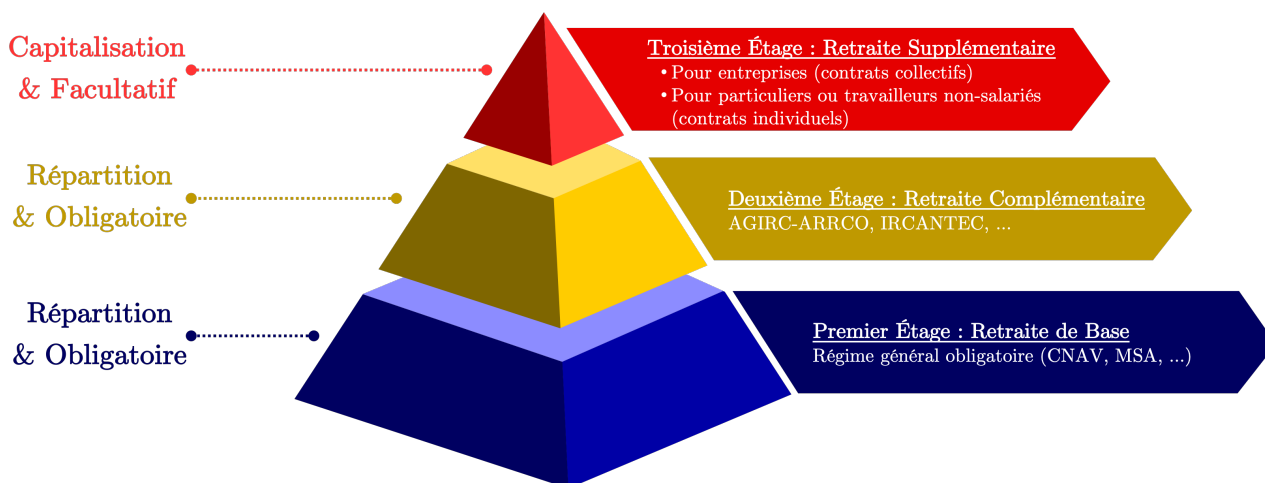 Capitalisation
& Facultatif
Troisième Étage : Retraite Supplémentaire
• Pour entreprises (contrats collectifs)
• Pour particuliers ou travailleurs non-salariés
(contrats individuels)
Répartition
& Obligatoire
Deuxième Étage : Retraite Complémentaire
AGIRC-ARRCO, IRCANTEC, ...
Répartition
& Obligatoire
Premier Étage : Retraite de Base
Régime général obligatoire (CNAV, MSA, ...)